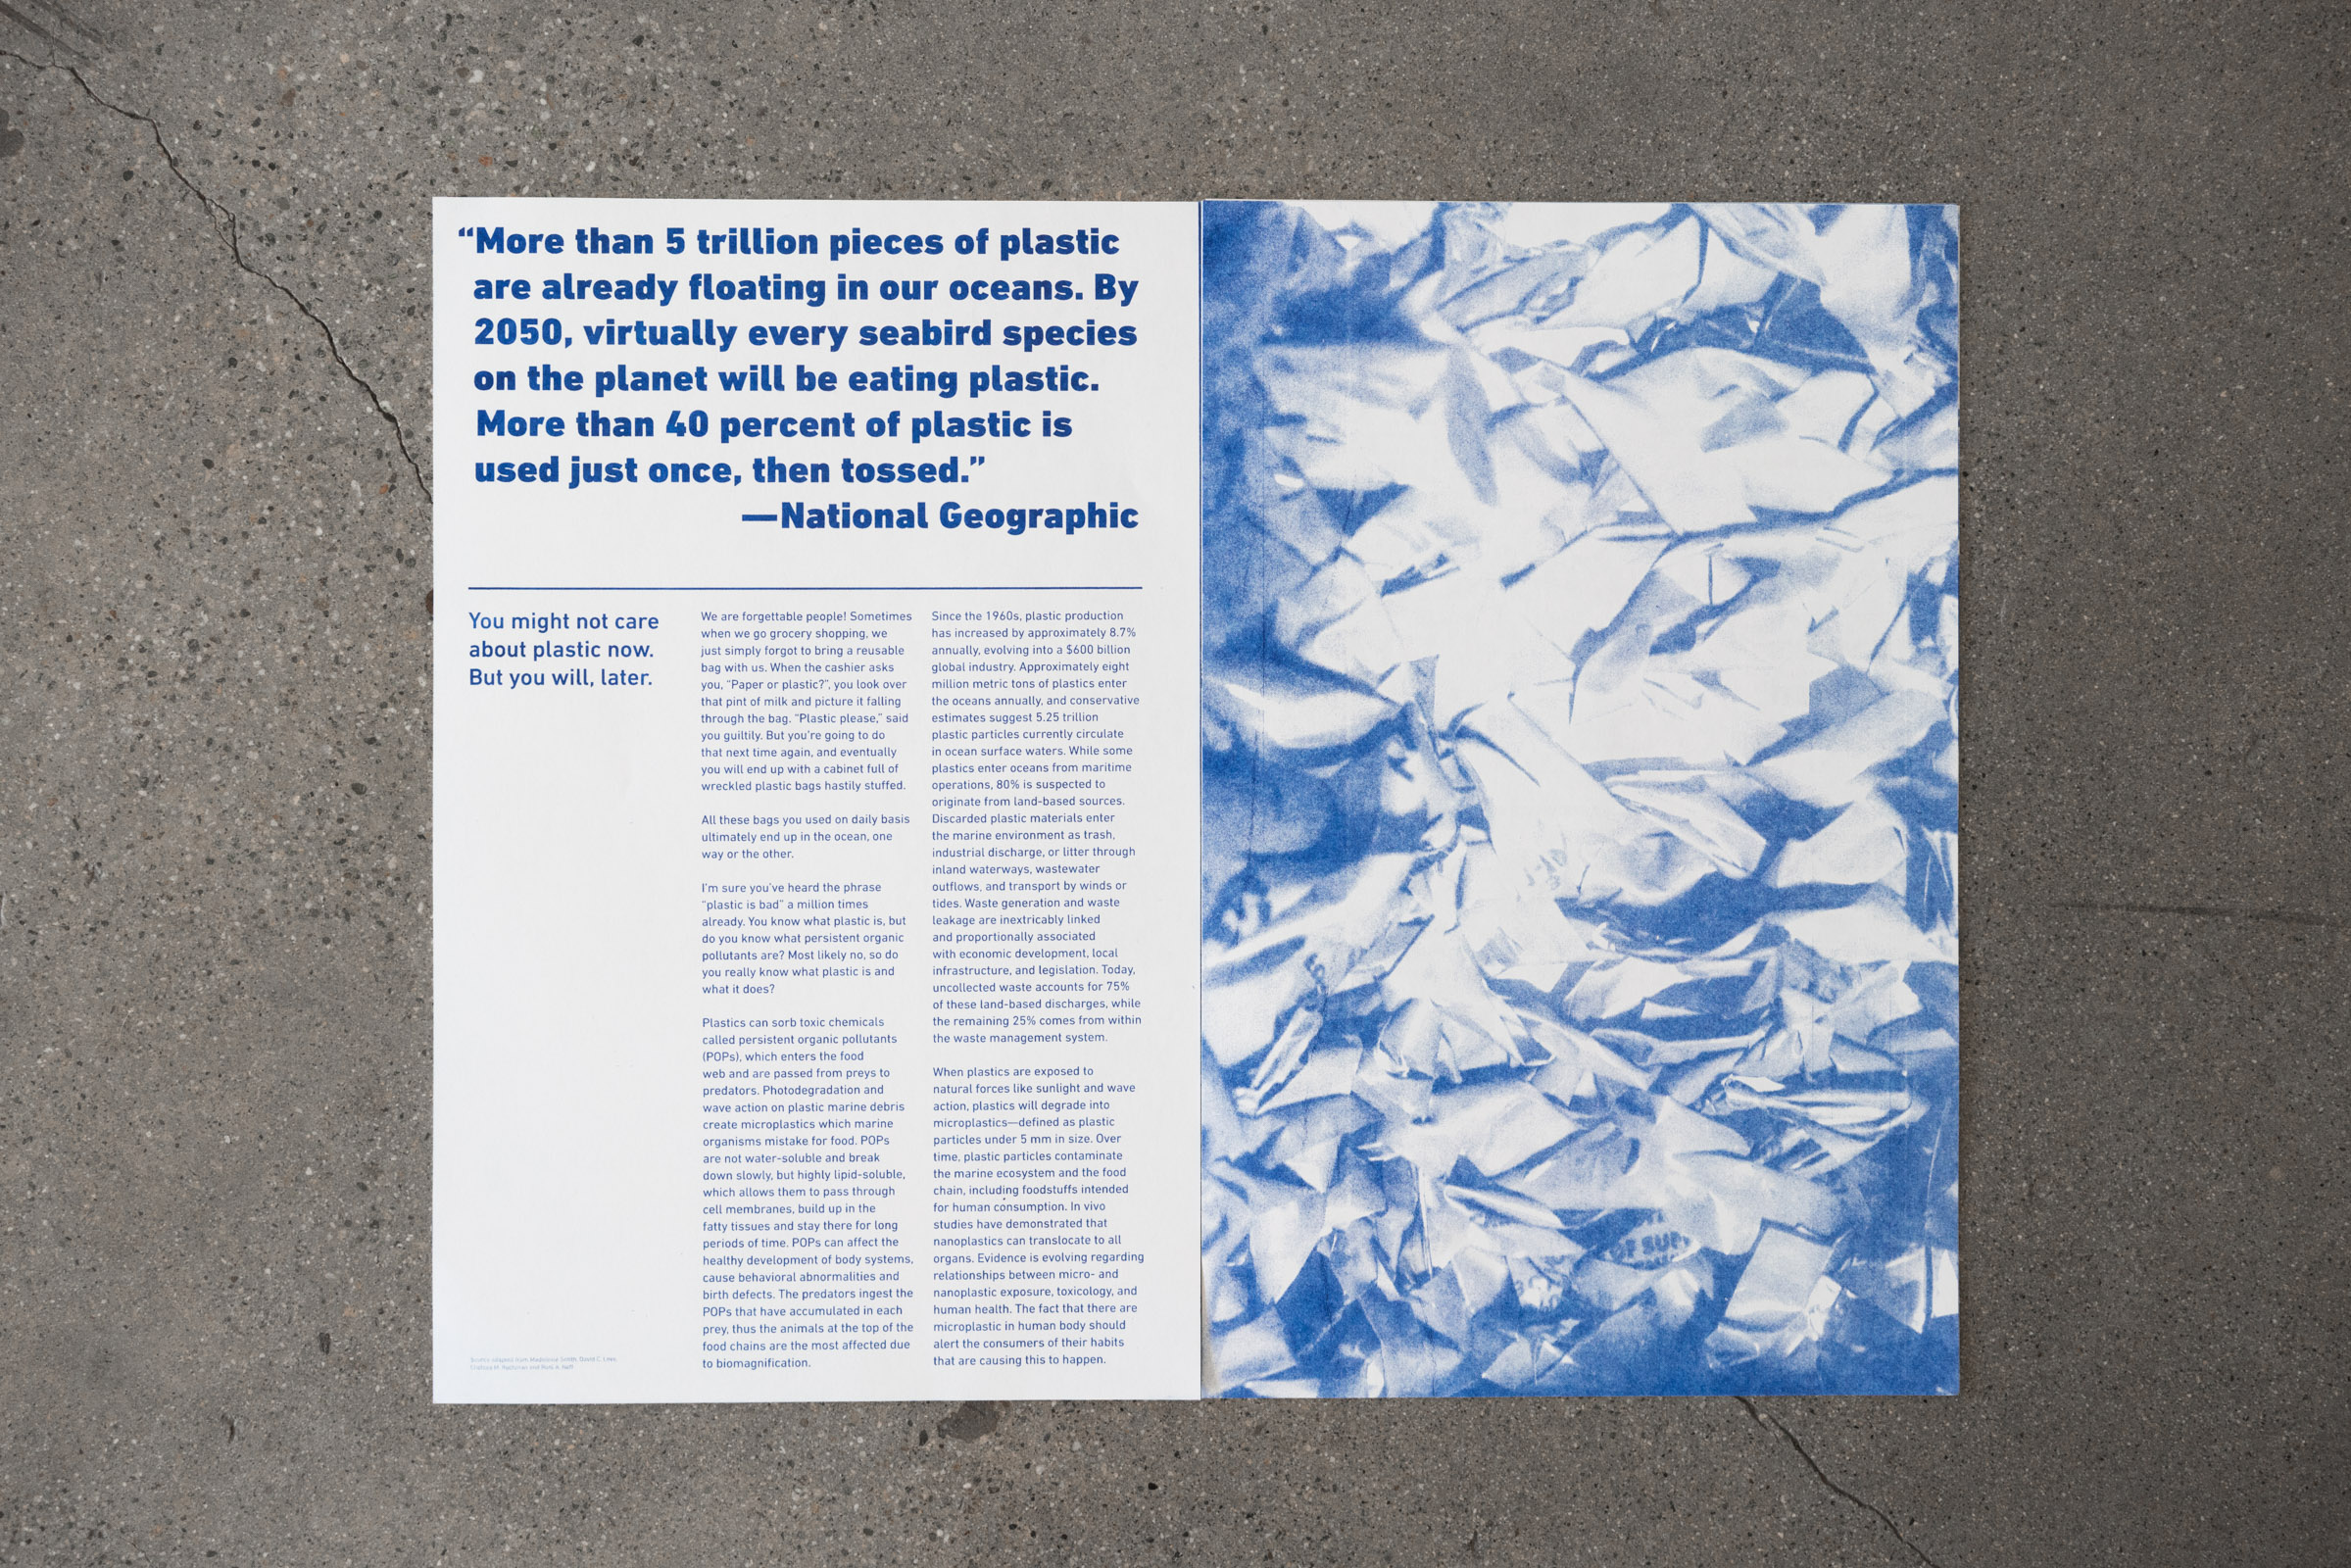 “More than 5 trillion pieces of plastic
are already floating in our oceans. By
2050, virtually every seabird species
on the planet will be eating plastic.
More than 40 percent of plastic is
used just once, then tossed.”
—National Geographic
You might not care
about plastic now.
But you will, later.
We are forgettable people! Sometimes
when we go grocery shopping, we
just simply forgot to bring a reusable
bag with us. When the cashier asks
you, “Paper or plastic?”, you look over
that pint of milk and picture it falling
through the bag. “Plastic please,” said
you guiltily. But you’re going to do
that next time again, and eventually
you will end up with a cabinet full of
wreckled plastic bags hastily stuffed.
All these bags you used on daily basis
ultimately end up in the ocean, one
way or the other.
I’m sure you’ve heard the phrase
“plastic is bad” a million times
already. You know what plastic is, but
do you know what persistent organic
pollutants are? Most likely no, so do
you really know what plastic is and
what it does?
Plastics can sorb toxic chemicals
called persistent organic pollutants
(POPs), which enters the food
web and are passed from preys to
predators. Photodegradation and
wave action on plastic marine debris
create microplastics which marine
organisms mistake for food. POPs
are not water-soluble and break
down slowly, but highly lipid-soluble,
which allows them to pass through
cell membranes, build up in the
fatty tissues and stay there for long
periods of time. POPs can affect the
healthy development of body systems,
cause behavioral abnormalities and
birth defects. The predators ingest the
POPs that have accumulated in each
prey, thus the animals at the top of the
food chains are the most affected due
to biomagnification.
Since the 1960s, plastic production
has increased by approximately 8.7%
annually, evolving into a $600 billion
global industry. Approximately eight
million metric tons of plastics enter
the oceans annually, and conservative
estimates suggest 5.25 trillion
plastic particles currently circulate
in ocean surface waters. While some
plastics enter oceans from maritime
operations, 80% is suspected to
originate from land-based sources.
Discarded plastic materials enter
the marine environment as trash,
industrial discharge, or litter through
inland waterways, wastewater
outflows, and transport by winds or
tides. Waste generation and waste
leakage are inextricably linked
and proportionally associated
with economic development, local
infrastructure, and legislation. Today,
uncollected waste accounts for 75%
of these land-based discharges, while
the remaining 25% comes from within
the waste management system.
When plastics are exposed to
natural forces like sunlight and wave
action, plastics will degrade into
microplastics—defined as plastic
particles under 5 mm in size. Over
time, plastic particles contaminate
the marine ecosystem and the food
chain, including foodstuffs intended
for human consumption. In vivo
studies have demonstrated that
nanoplastics can translocate to all
organs. Evidence is evolving regarding
relationships between micro- and
nanoplastic exposure, toxicology, and
human health. The fact that there are
microplastic in human body should
alert the consumers of their habits
that are causing this to happen.